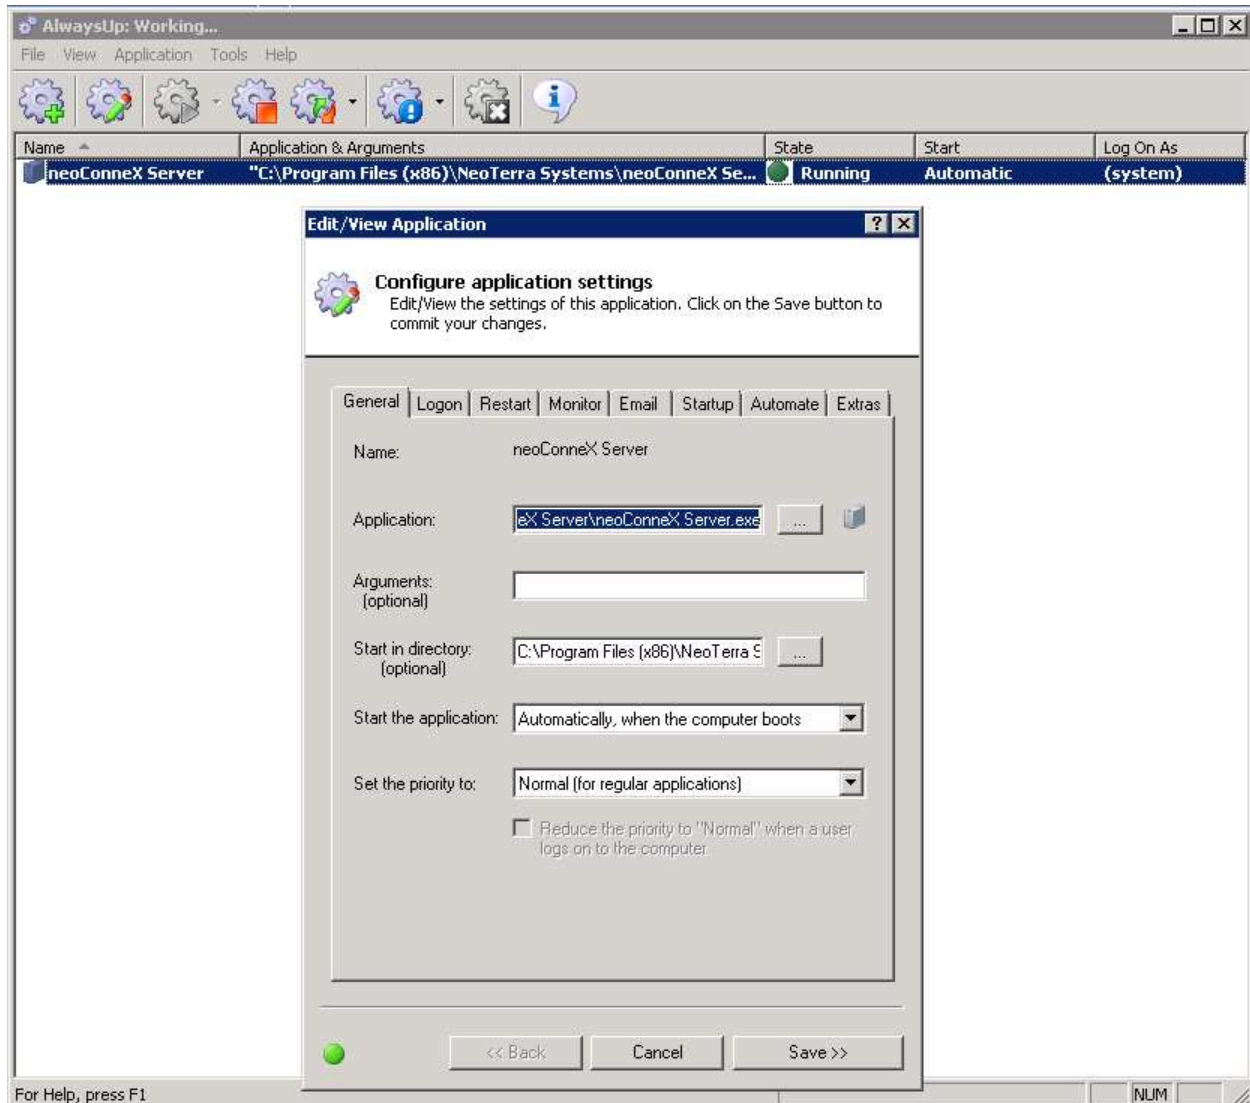 AlwaysUp: Working...
File View Application Tools Help
Name Application & Arguments State Start Log On As
neoConneX Server "C:\Program Files (x86)\NeoTerra Systems\neoConneX Se... Running Automatic (system)
Edit/View Application
Configure application settings
Edit/View the settings of this application. Click on the Save button to
commit your changes.
General Logon Restart Monitor Email Startup Automate Extras
Name: neoConneX Server
Application: eX Server\neoConneX Server.exe ...
Arguments:
(optional)
Start in directory: C:\Program Files (x86)\NeoTerra S ...
(optional)
Start the application: Automatically, when the computer boots
Set the priority to: Normal (for regular applications)
Reduce the priority to "Normal" when a user
logs on to the computer
<< Back Cancel Save >>
For Help, press F1 NUM